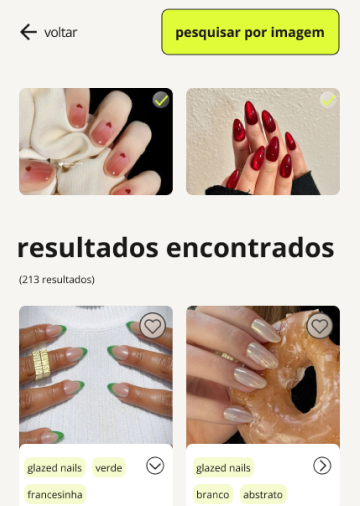 voltar
pesquisar por imagem
resultados encontrados
(213 resultados)
glazed nails verde
francesinha
glazed nails
branco abstrato